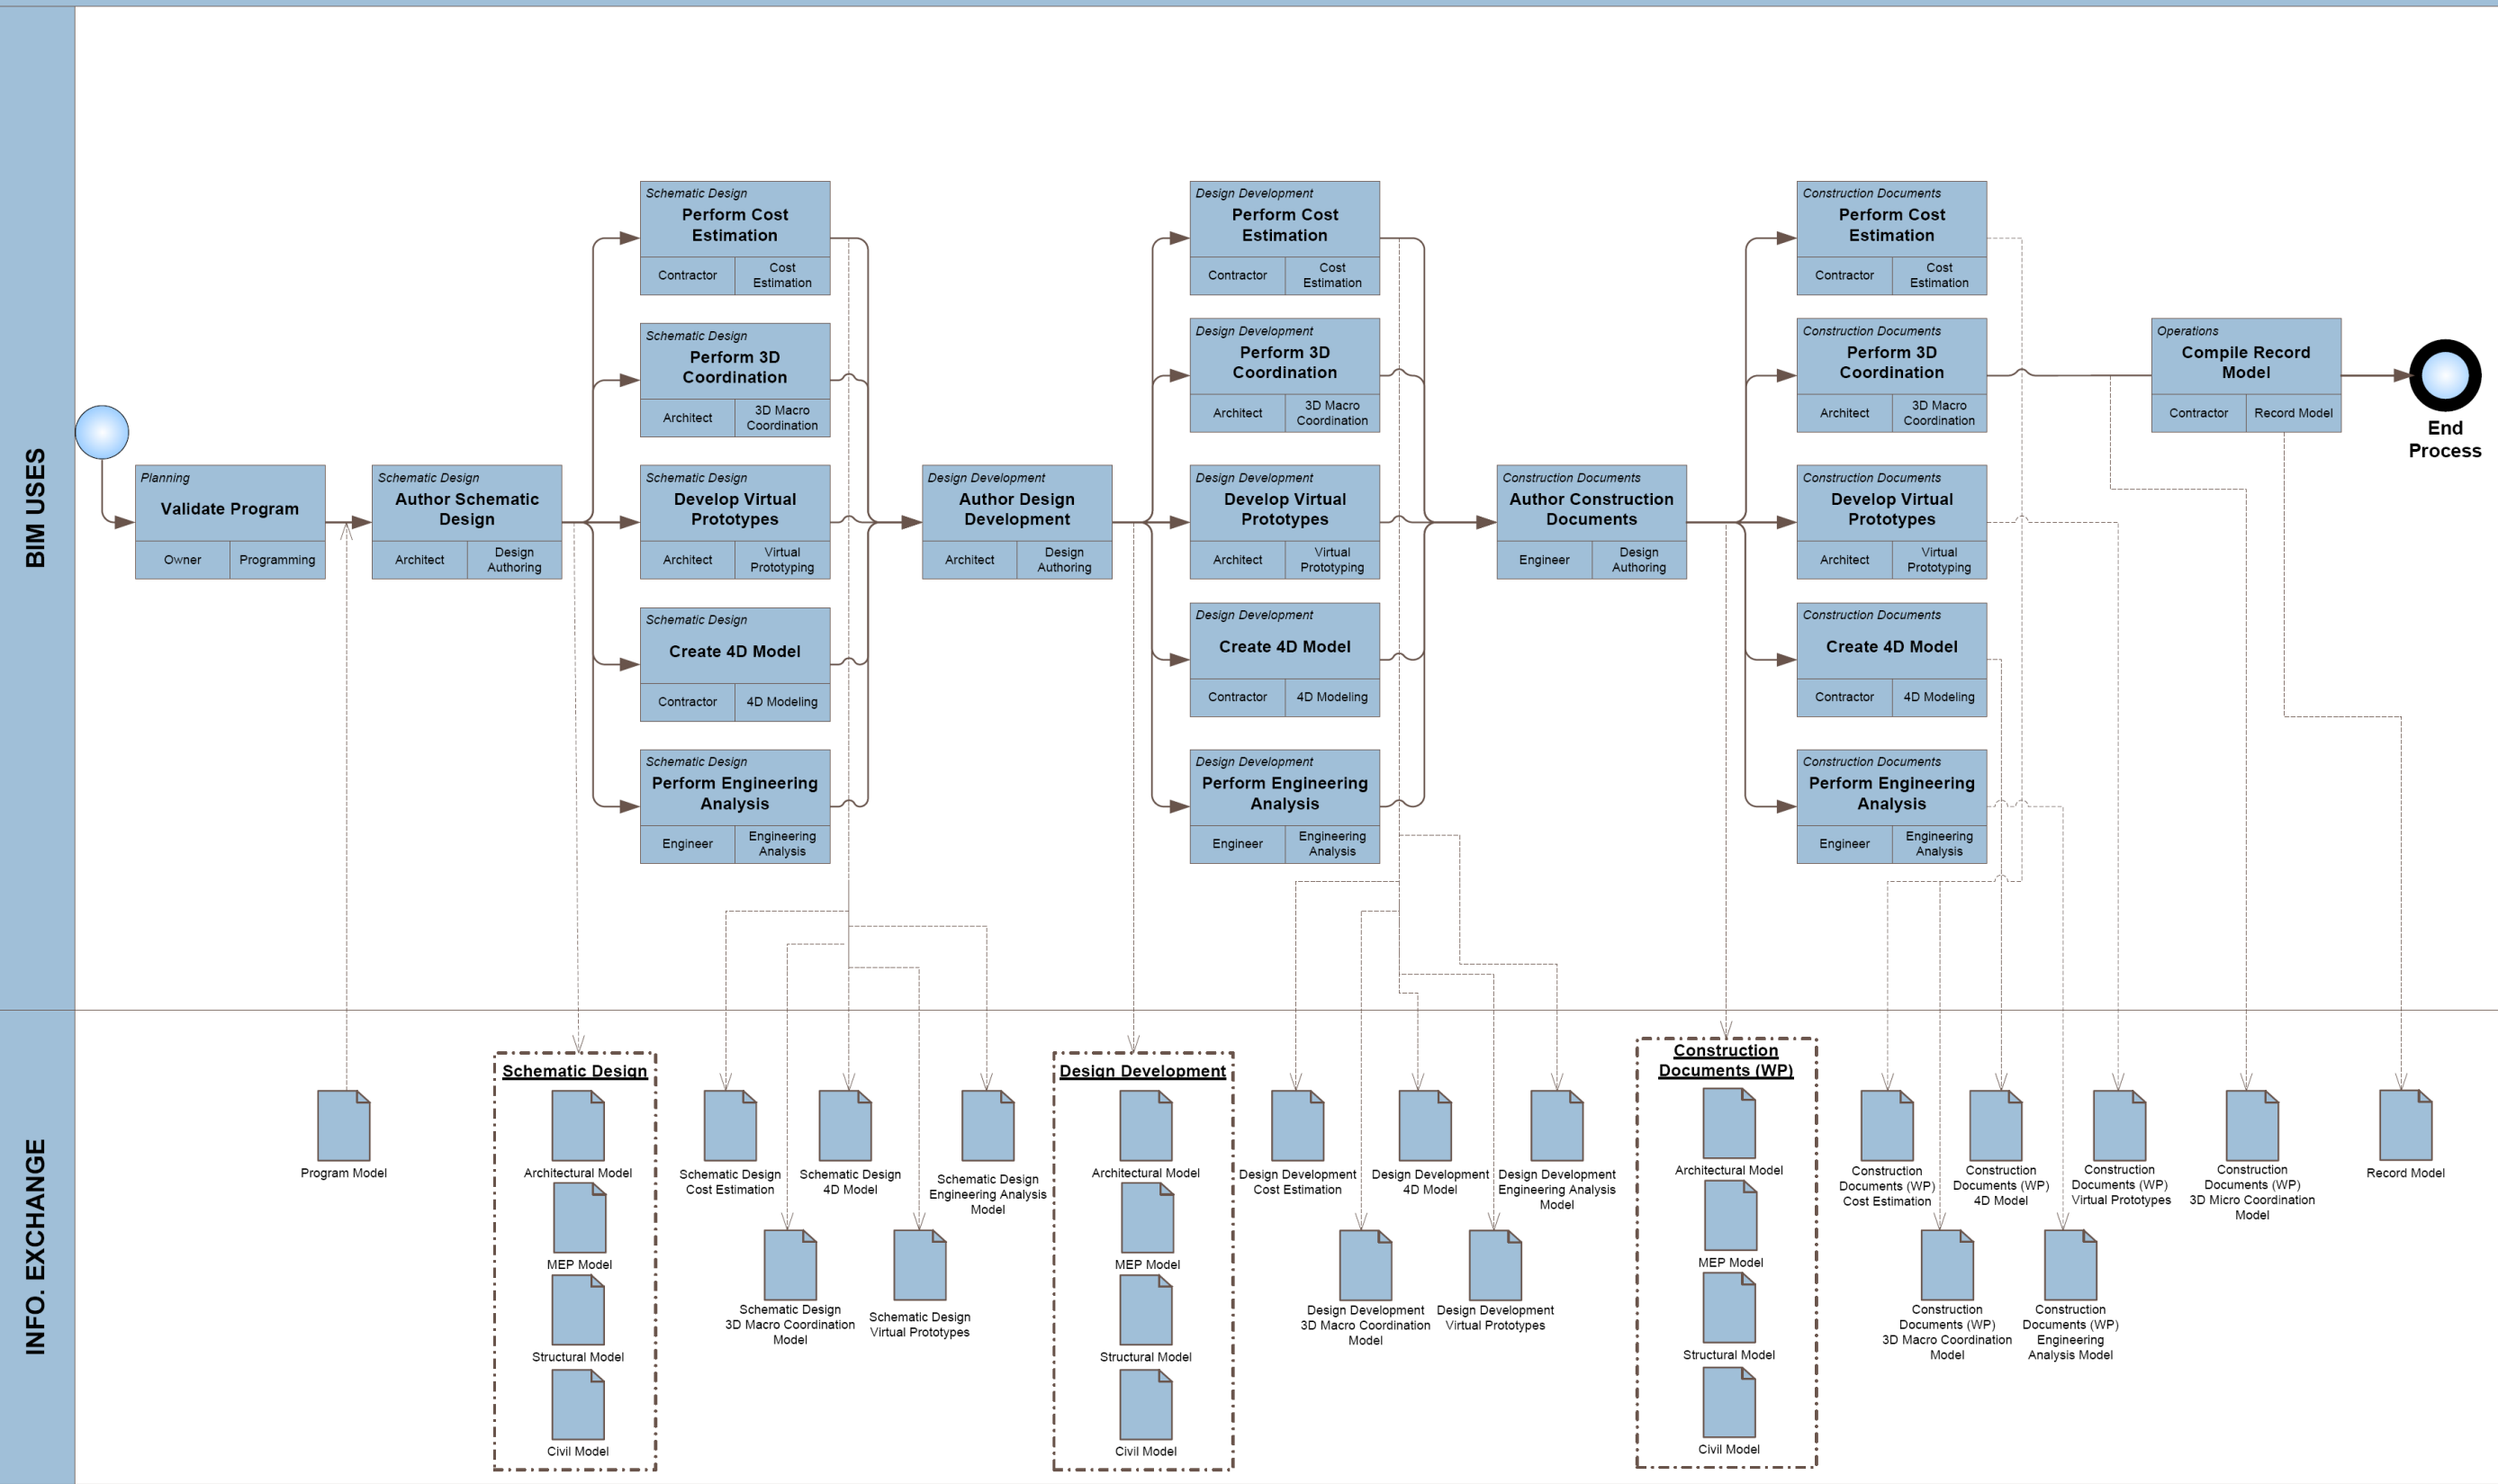 BIM USES
Planning
Validate Program
Owner
Programming
Schematic Design
Author Schematic
Design
Architect
Design
Authoring
Schematic Design
Perform Cost
Estimation
Contractor
Cost
Estimation
Schematic Design
Perform 3D
Coordination
Architect
3D Macro
Coordination
Schematic Design
Develop Virtual
Prototypes
Architect
Virtual
Prototyping
Schematic Design
Create 4D Model
Contractor
4D Modeling
Schematic Design
Perform Engineering
Analysis
Engineer
Engineering
Analysis
Design Development
Author Design
Development
Architect
Design
Authoring
Design Development
Perform Cost
Estimation
Contractor
Cost
Estimation
Design Development
Perform 3D
Coordination
Architect
3D Macro
Coordination
Design Development
Develop Virtual
Prototypes
Architect
Virtual
Prototyping
Design Development
Create 4D Model
Contractor
4D Modeling
Design Development
Perform Engineering
Analysis
Engineer
Engineering
Analysis
Construction Documents
Author Construction
Documents
Engineer
Design
Authoring
Construction Documents
Perform Cost
Estimation
Contractor
Cost
Estimation
Construction Documents
Perform 3D
Coordination
Architect
3D Macro
Coordination
Construction Documents
Develop Virtual
Prototypes
Architect
Virtual
Prototyping
Construction Documents
Create 4D Model
Contractor
4D Modeling
Construction Documents
Perform Engineering
Analysis
Engineer
Engineering
Analysis
Operations
Compile Record
Model
Contractor
Record Model
End
Process
INFO. EXCHANGE
Program Model
Schematic Design
Architectural Model
MEP Model
Structural Model
Civil Model
Schematic Design
Cost Estimation
Schematic Design
3D Macro Coordination
Model
Schematic Design
4D Model
Schematic Design
Virtual Prototypes
Schematic Design
Engineering Analysis
Model
Design Development
Architectural Model
MEP Model
Structural Model
Civil Model
Design Development
Cost Estimation
Design Development
3D Macro Coordination
Model
Design Development
4D Model
Design Development
Virtual Prototypes
Design Development
Engineering Analysis
Model
Construction
Documents (WP)
Architectural Model
MEP Model
Structural Model
Civil Model
Construction
Documents (WP)
Cost Estimation
Construction
Documents (WP)
3D Macro Coordination
Model
Construction
Documents (WP)
4D Model
Construction
Documents (WP)
Engineering
Analysis Model
Construction
Documents (WP)
Virtual Prototypes
Construction
Documents (WP)
3D Micro Coordination
Model
Record Model